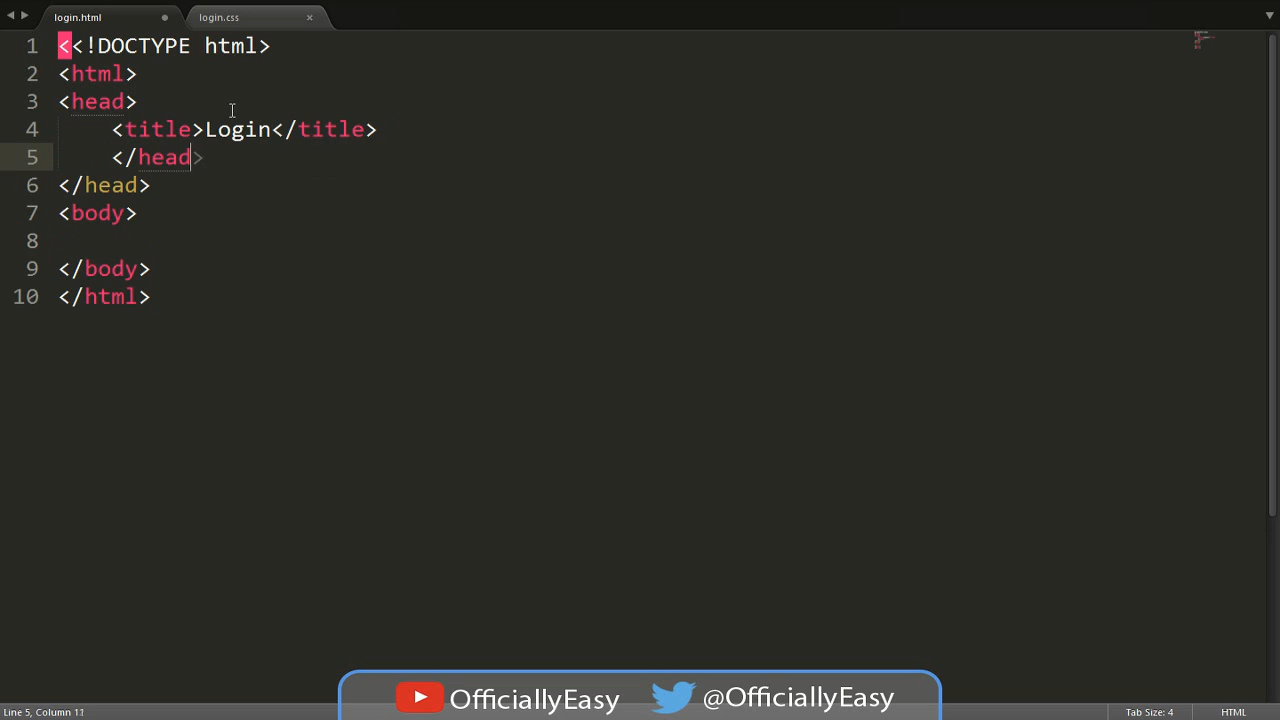 login.html
login.css
1 <<!DOCTYPE html>
2 <html>
3 <head>
4 <title>Login</title>
5 </head>
6 </head>
7 <body>
8
9 </body>
10 </html>
OfficiallyEasy @OfficiallyEasy
Line 5, Column 11 Tab Size: 4 HTML